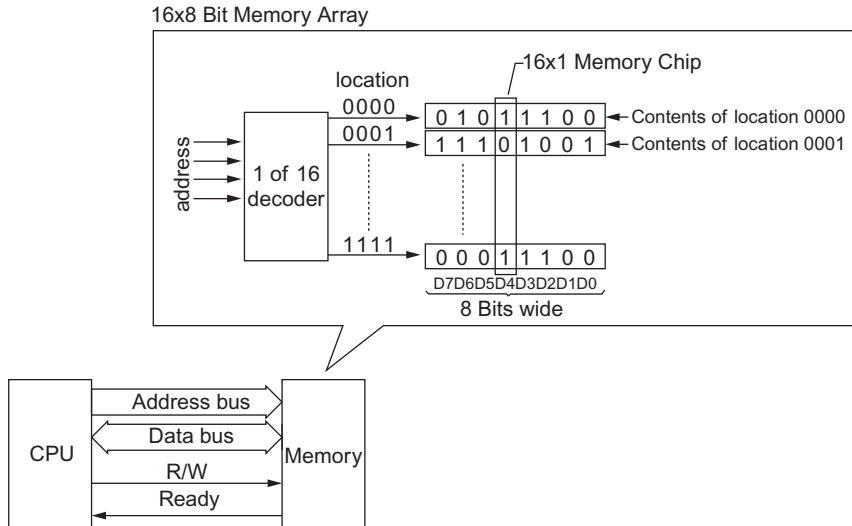 16x8 Bit Memory Array
16x1 Memory Chip
location
0000
0 1 0 1 1 1 0 0
Contents of location 0000
0001
1 1 1 0 1 0 0 1
Contents of location 0001
address
1 of 16
decoder
1111
0 0 0 1 1 1 0 0
D7D6D5D4D3D2D1D0
8 Bits wide
CPU
Address bus
Data bus
R/W
Ready
Memory